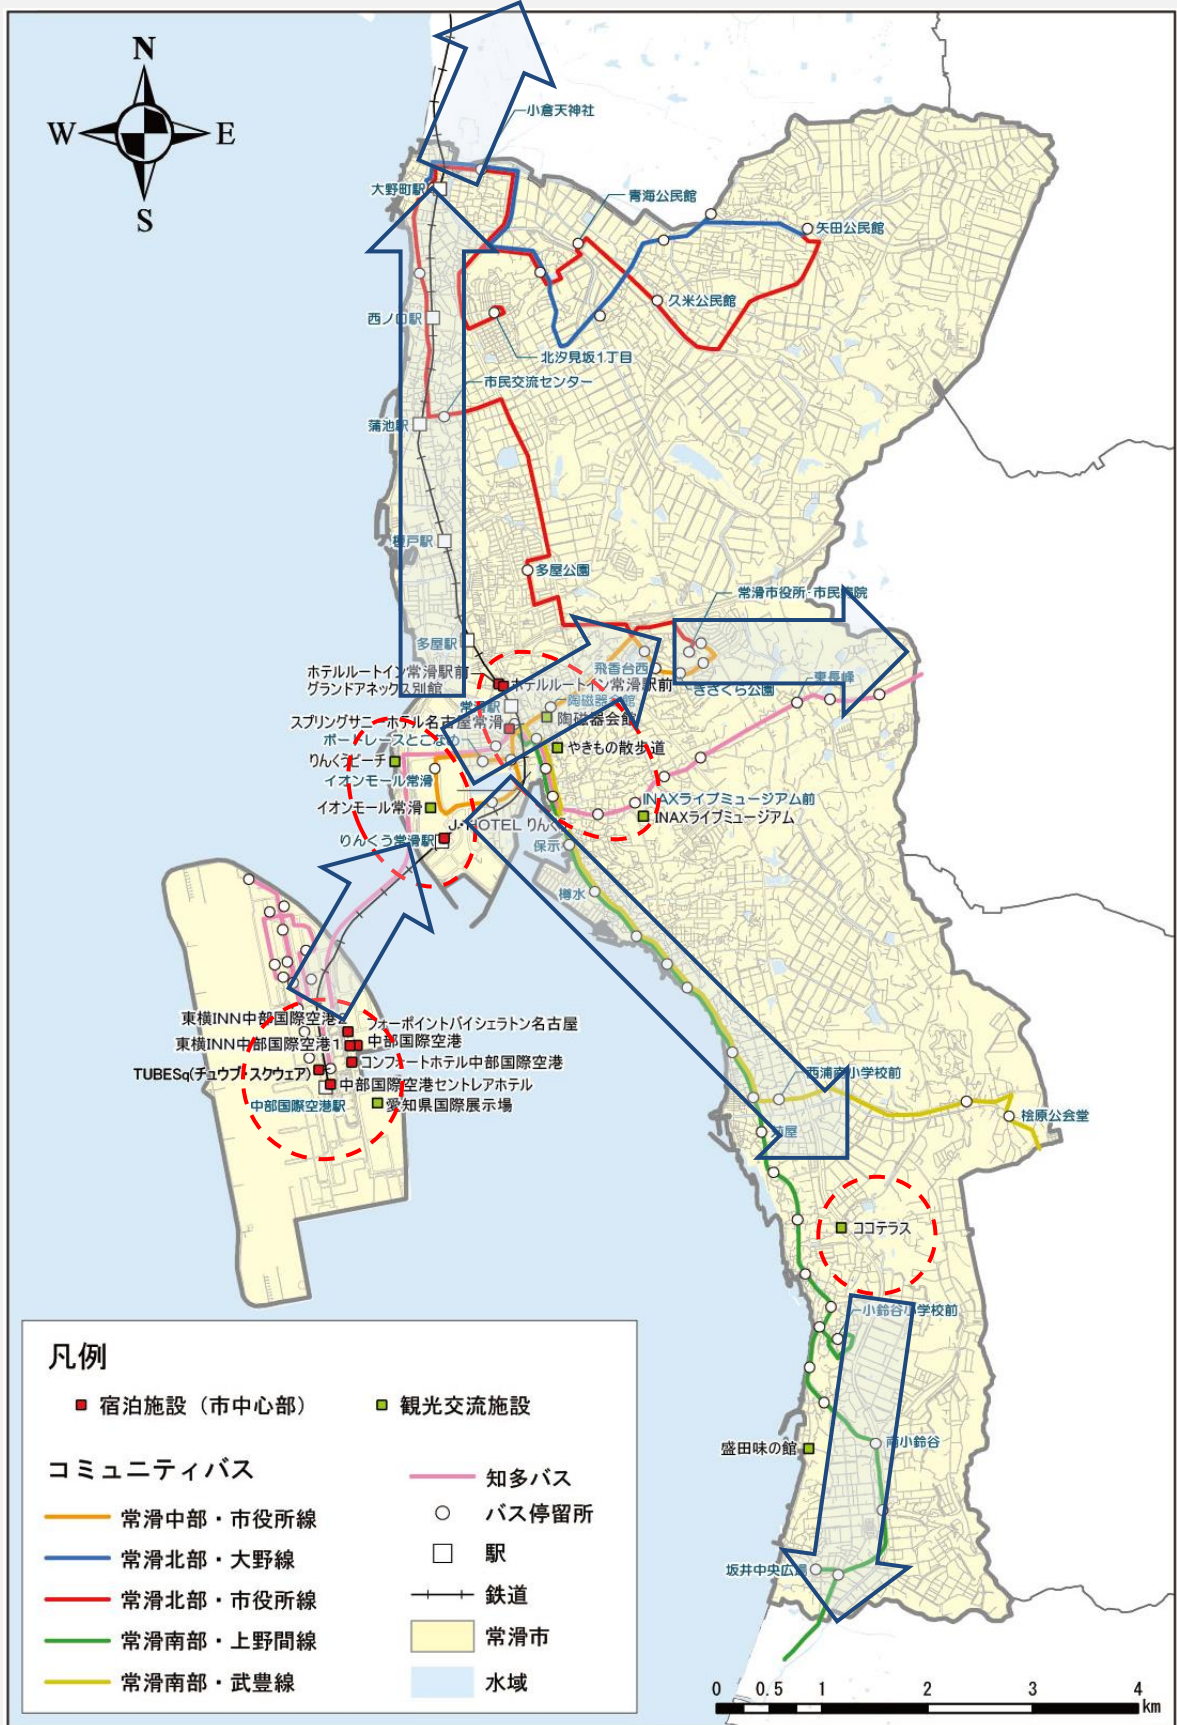 N
W
E
S
小倉天神社
大野町駅
青海公民館
矢田公民館
久米公民館
西ノ口駅
北汐見坂1丁目
市民交流センター
蒲池駅
榎戸駅
多屋公園
常滑市役所・市民病院
多屋駅
飛香台西
ホテルルートイン常滑駅前
グランドアネックス別館
ホテルルートイン常滑駅前
きさくら公園
東長峰
常滑駅
陶磁器会館
陶磁器会館
スプリングサニーホテル名古屋常滑
ボートレースとこなめ
やきもの散歩道
りんくうビーチ
イオンモール常滑
イオンモール常滑
INAXライブミュージアム前
INAXライブミュージアム
J・HOTEL りんくう
りんくう常滑駅
保示
樽水
東横INN中部国際空港2
フォーポイントバイシェラトン名古屋
中部国際空港
東横INN中部国際空港1
コンフォートホテル中部国際空港
TUBESq(チュウブ・スクウェア)
中部国際空港セントレアホテル
中部国際空港駅
愛知県国際展示場
西浦南小学校前
桧原公会堂
苅屋
ココテラス
小鈴谷小学校前
南小鈴谷
盛田味の館
坂井中央広場
凡例
宿泊施設（市中心部）
観光交流施設
コミュニティバス
常滑中部・市役所線
常滑北部・大野線
常滑北部・市役所線
常滑南部・上野間線
常滑南部・武豊線
知多バス
バス停留所
駅
鉄道
常滑市
水域
0 0.5 1 2 3 4
km